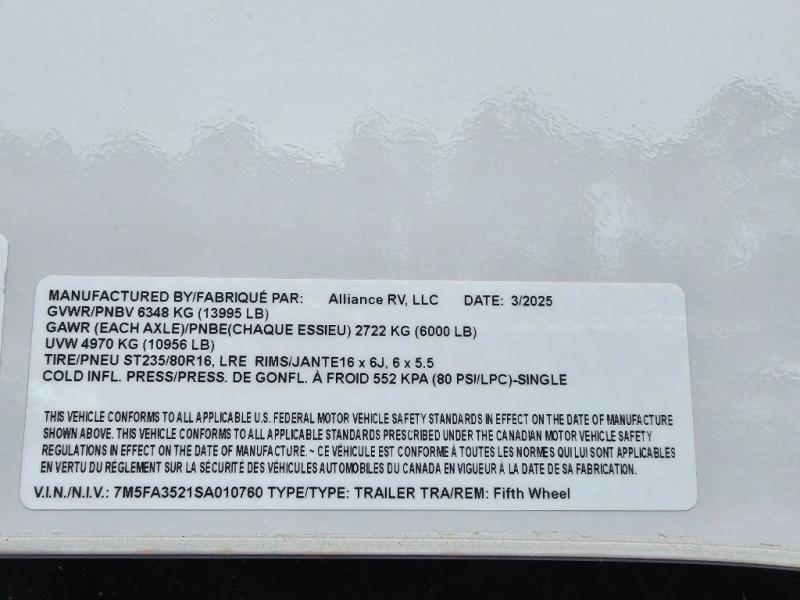 MANUFACTURED BY/FABRIQUÉ PAR: Alliance RV, LLC DATE: 3/2025
GVWR/PNBV 6348 KG (13995 LB)
GAWR (EACH AXLE)/PNBE(CHAQUE ESSIEU) 2722 KG (6000 LB)
UVW 4970 KG (10956 LB)
TIRE/PNEU ST235/80R16, LRE RIMS/JANTE16 x 6J, 6 x 5.5
COLD INFL. PRESS/PRESS. DE GONFL. À FROID 552 KPA (80 PSI/LPC)-SINGLE
THIS VEHICLE CONFORMS TO ALL APPLICABLE U.S. FEDERAL MOTOR VEHICLE SAFETY STANDARDS IN EFFECT ON THE DATE OF MANUFACTURE
SHOWN ABOVE. THIS VEHICLE CONFORMS TO ALL APPLICABLE STANDARDS PRESCRIBED UNDER THE CANADIAN MOTOR VEHICLE SAFETY
REGULATIONS IN EFFECT ON THE DATE OF MANUFACTURE. ~ CE VÉHICULE EST CONFORME À TOUTES LES NORMES QUI LUI SONT APPLICABLES
EN VERTU DU RÉGLEMENT SUR LA SÉCURITÉ DES VÉHICULES AUTOMOBILES DU CANADA EN VIGUEUR À LA DATE DE SA FABRICATION.
V.I.N./N.I.V.: 7M5FA3521SA010760 TYPE/TYPE: TRAILER TRA/REM: Fifth Wheel